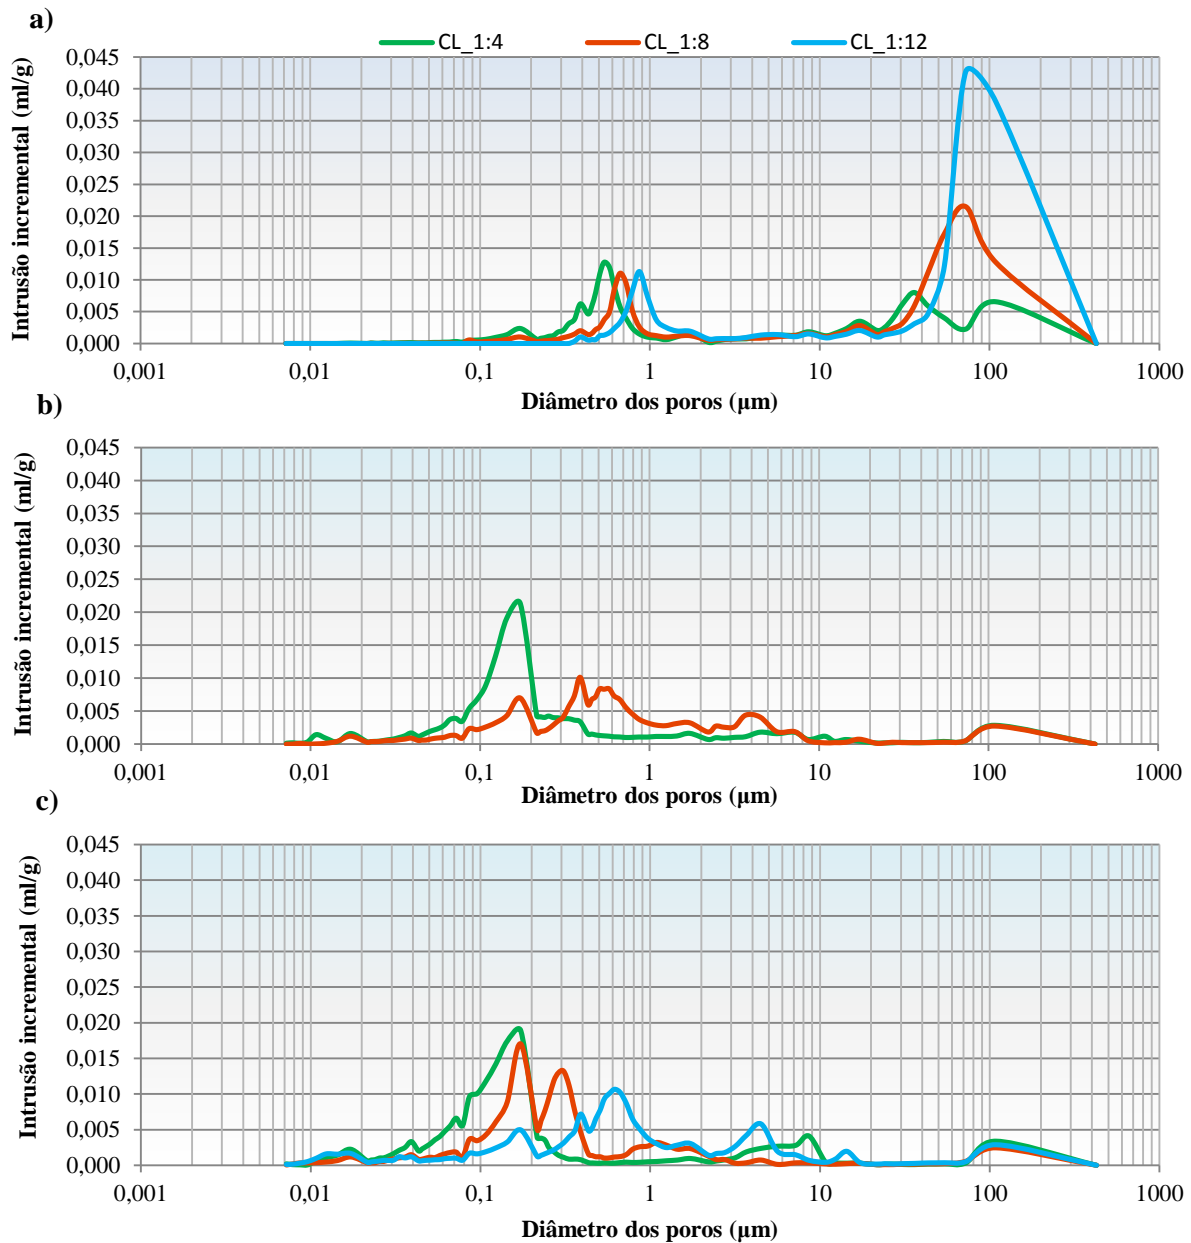 a)
CL_1:4 CL_1:8 CL_1:12
Intrusão incremental (ml/g)
0,045
0,040
0,035
0,030
0,025
0,020
0,015
0,010
0,005
0,000
0,001 0,01 0,1 1 10 100 1000
Diâmetro dos poros (µm)
b)
Intrusão incremental (ml/g)
0,045
0,040
0,035
0,030
0,025
0,020
0,015
0,010
0,005
0,000
0,001 0,01 0,1 1 10 100 1000
Diâmetro dos poros (µm)
c)
Intrusão incremental (ml/g)
0,045
0,040
0,035
0,030
0,025
0,020
0,015
0,010
0,005
0,000
0,001 0,01 0,1 1 10 100 1000
Diâmetro dos poros (µm)